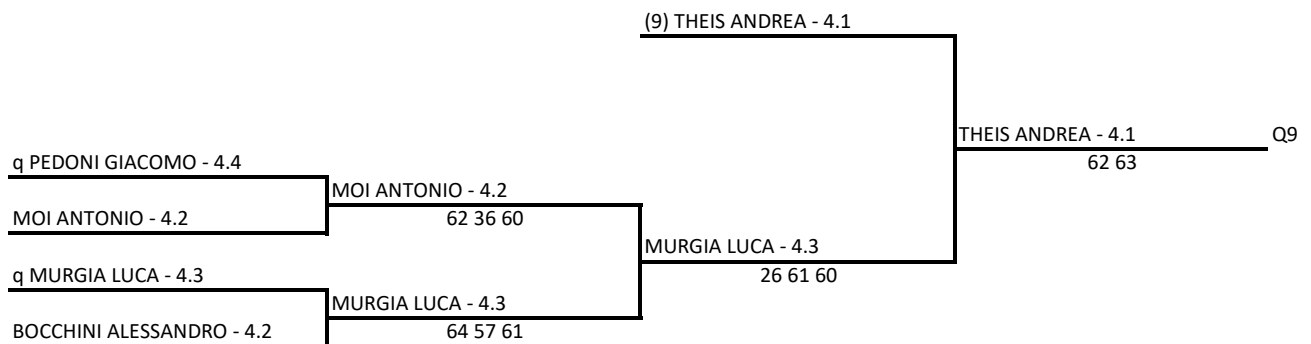 (9) THEIS ANDREA - 4.1
THEIS ANDREA - 4.1
Q9
62 63
q PEDONI GIACOMO - 4.4
MOI ANTONIO - 4.2
MOI ANTONIO - 4.2
62 36 60
MURGIA LUCA - 4.3
26 61 60
q MURGIA LUCA - 4.3
MURGIA LUCA - 4.3
BOCCHINI ALESSANDRO - 4.2
64 57 61